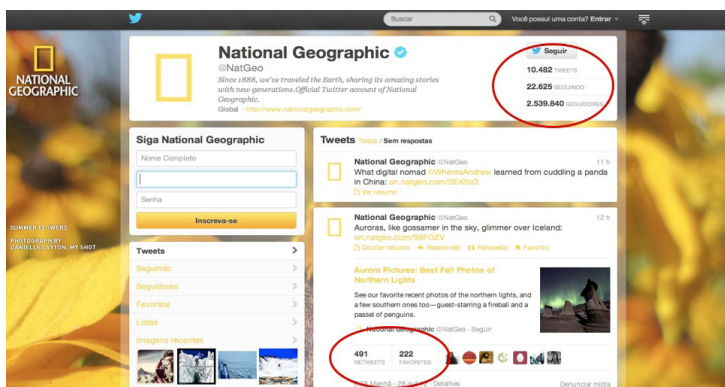 Buscar
Você possui uma conta? Entrar
NATIONAL
GEOGRAPHIC
National Geographic
@NatGeo
Since 1888, we've traveled the Earth, sharing its amazing stories
with new generations.Official Twitter account of National
Geographic.
Global · http://www.nationalgeographic.com/
Seguir
10.482 TWEETS
22.625 SEGUINDO
2.539.840 SEGUIDORES
Siga National Geographic
Nome Completo
Senha
Inscreva-se
Tweets
Seguindo
Seguidores
Favoritos
Listas
Imagens recentes
SUMMER FLOWERS
PHOTOGRAPH BY
DANIELLE LAYTON, MY SHOT
Tweets Todos / Sem respostas
National Geographic @NatGeo 11 h
What digital nomad @WheresAndrew learned from cuddling a panda
in China: on.natgeo.com/SEKNz3
Ver resumo
National Geographic @NatGeo 12 h
Auroras, like gossamer in the sky, glimmer over Iceland:
on.natgeo.com/S8FOZV
Ocultar resumo Responder Retweetar Favorito
Aurora Pictures: Best Fall Photos of
Northern Lights
See our favorite recent photos of the northern lights, and
a few southern ones too—guest-starring a fireball and a
passel of penguins.
National Geographic @NatGeo · Seguir
491 222
RETWEETS FAVORITES
Manhã - 29 Detalhes
Denunciar mídia